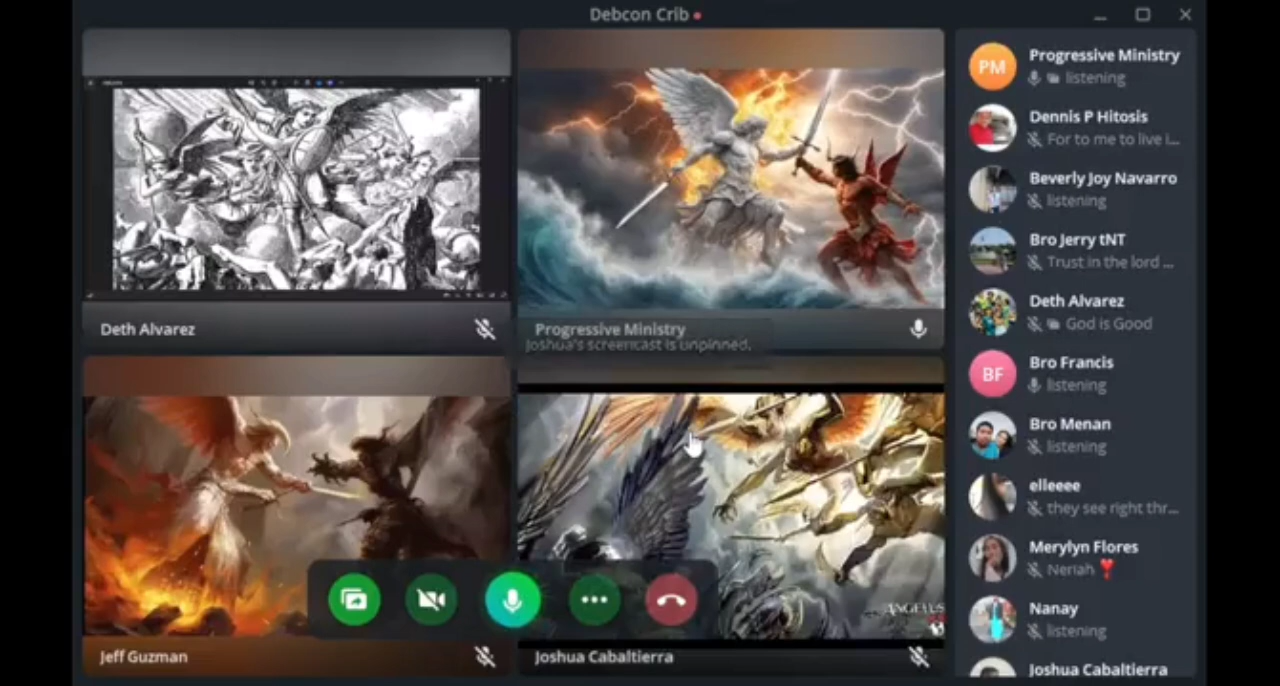 Debcon Crib
Deth Alvarez
Progressive Ministry
Joshua's screencast is unpinned.
Jeff Guzman
Joshua Cabaltierra
ANGELUS
PM
Progressive Ministry
listening
Dennis P Hitosis
For to me to live i...
Beverly Joy Navarro
listening
Bro Jerry tNT
Trust in the lord ...
Deth Alvarez
God is Good
BF
Bro Francis
listening
Bro Menan
listening
elleeee
they see right thr...
Merylyn Flores
Neriah ❣️
Nanay
listening
Joshua Cabaltierra